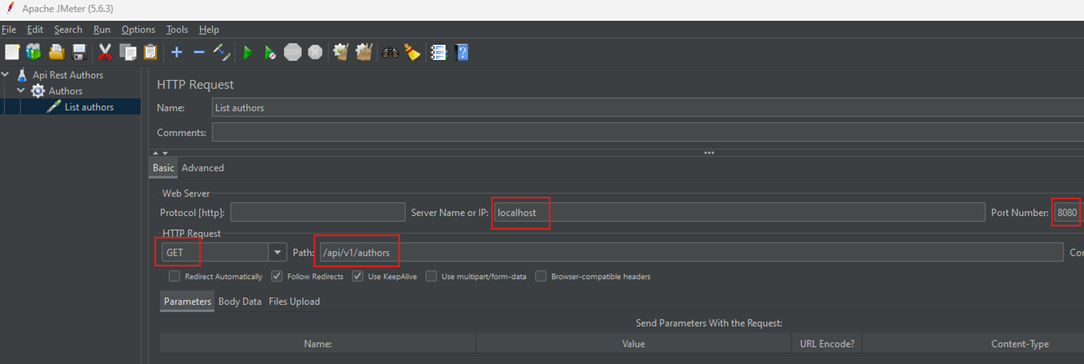 Apache JMeter (5.6.3)
File Edit Search Run Options Tools Help
Api Rest Authors
Authors
List authors
HTTP Request
Name: List authors
Comments:
Basic Advanced
Web Server
Protocol [http]: Server Name or IP: localhost Port Number: 8080
HTTP Request
GET Path: /api/v1/authors
Redirect Automatically Follow Redirects Use KeepAlive Use multipart/form-data Browser-compatible headers
Parameters Body Data Files Upload
Send Parameters With the Request:
Name: Value URL Encode? Content-Type